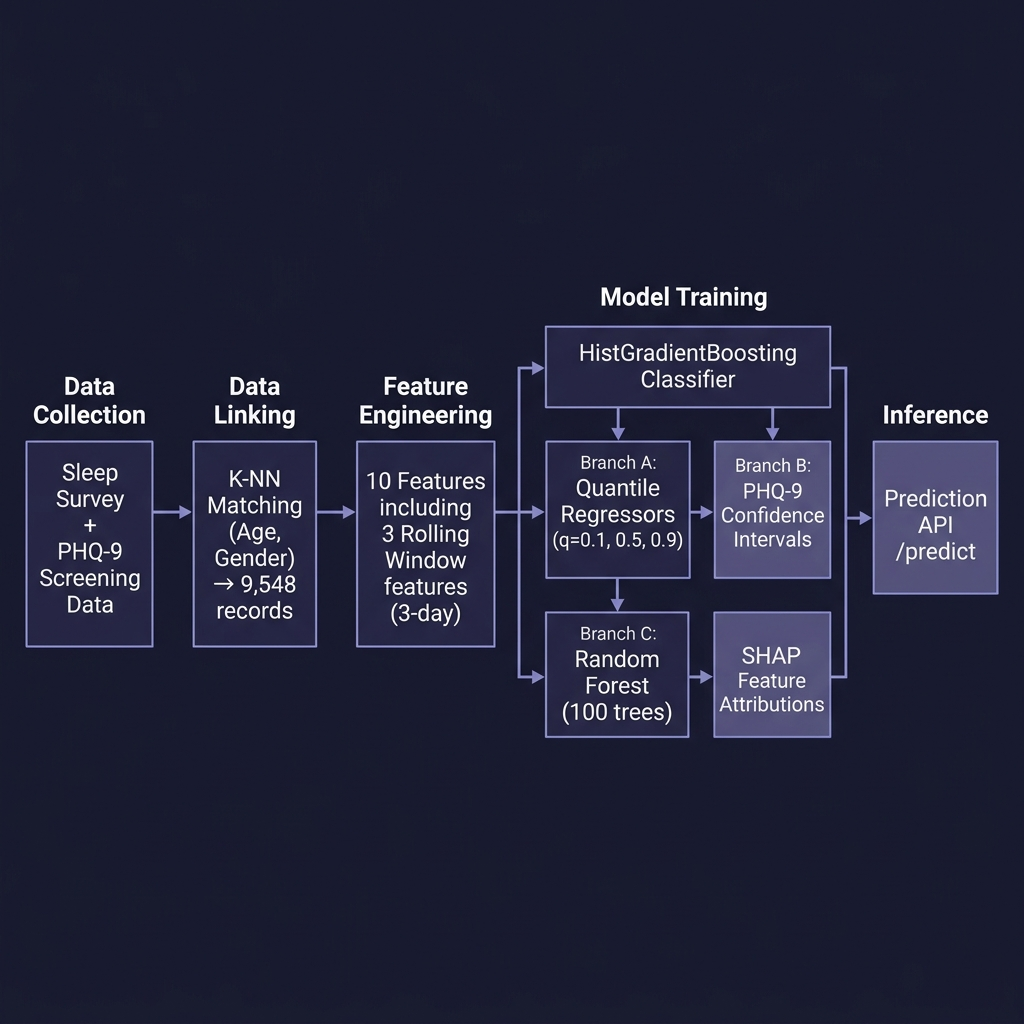 Data
Collection
Sleep
Survey
+
PHQ-9
Screening
Data
Data
Linking
K-NN
Matching
(Age,
Gender)
→ 9,548
records
Feature
Engineering
10 Features
including
3 Rolling
Window
features
(3-day)
Model Training
HistGradientBoosting
Classifier
Branch A:
Quantile
Regressors
(q=0.1, 0.5, 0.9)
Branch B:
PHQ-9
Confidence
Intervals
Branch C:
Random
Forest
(100 trees)
SHAP
Feature
Attributions
Inference
Prediction
API
/predict